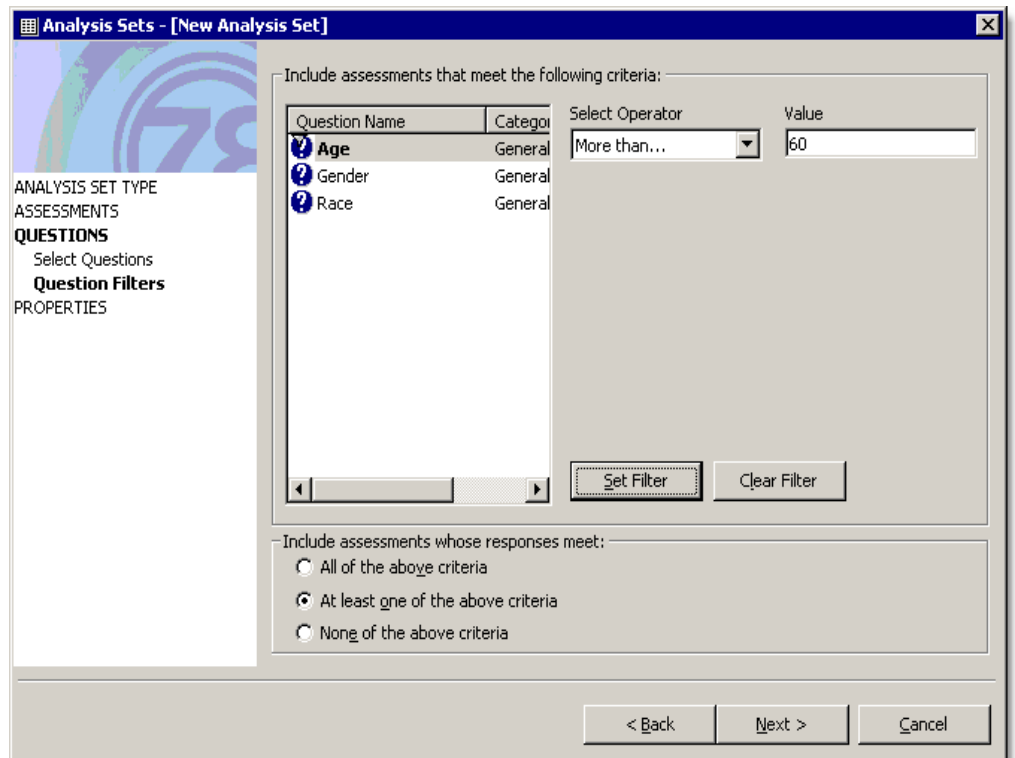 Analysis Sets - [New Analysis Set]
78
ANALYSIS SET TYPE
ASSESSMENTS
QUESTIONS
Select Questions
Question Filters
PROPERTIES
Include assessments that meet the following criteria:
Question Name Categor
Age General
Gender General
Race General
Select Operator Value
More than... 60
Set Filter Clear Filter
Include assessments whose responses meet:
All of the above criteria
At least one of the above criteria
None of the above criteria
< Back Next > Cancel